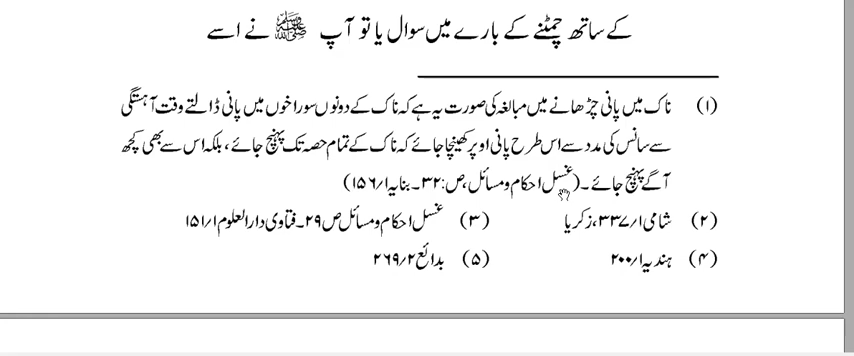 کے ساتھ چمٹنے کے بارے میں سوال یا تو آپ ﷺ نے اسے
(۱) ناک میں پانی چڑھانے میں مبالغہ کی صورت یہ ہے کہ ناک کے دونوں سوراخوں میں پانی ڈالتے وقت آہستگی
سے سانس کی مدد سے اس طرح پانی اوپر کھینچا جائے کہ ناک کے تمام حصہ تک پہنچ جائے، بلکہ اس سے بھی کچھ
آگے پہنچ جائے۔ (غسل احکام و مسائل، ص: ۳۲۔ بنایہ ۱/۱۵۶)
(۲) شامی ۱/۳۳۷، زکریا (۳) غسل احکام و مسائل ص ۲۹۔ فتاویٰ دارالعلوم ۱/۱۵۱
(۴) ہندیہ ۱/۲۰۰ (۵) بدائع ۲/۲۶۹